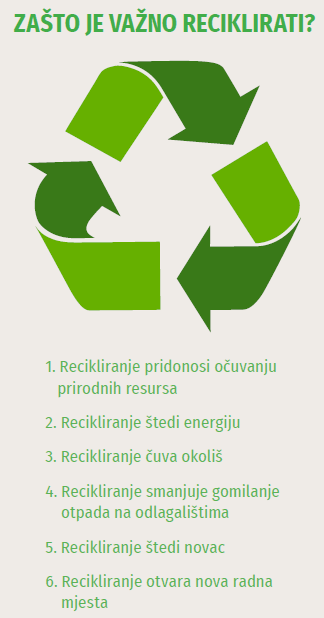 ZAŠTO JE VAŽNO RECIKLIRATI?
1. Recikliranje pridonosi očuvanju
prirodnih resursa
2. Recikliranje štedi energiju
3. Recikliranje čuva okoliš
4. Recikliranje smanjuje gomilanje
otpada na odlagalištima
5. Recikliranje štedi novac
6. Recikliranje otvara nova radna
mjesta